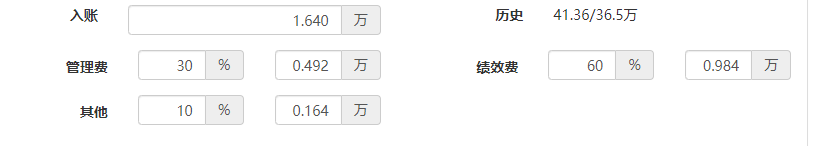 入账 1.640 万 历史 41.36/36.5万
管理费 30 % 0.492 万 绩效费 60 % 0.984 万
其他 10 % 0.164 万